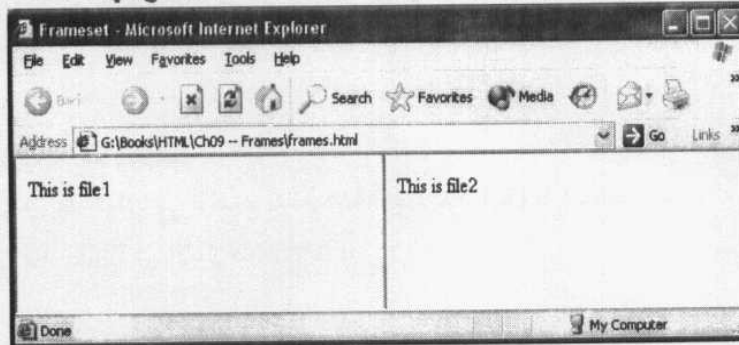 Frameset - Microsoft Internet Explorer
File Edit View Favorites Tools Help
Search Favorites Media
Address G:\Books\HTML\Ch09 -- Frames\frames.html Go Links
This is file1
This is file2
Done My Computer